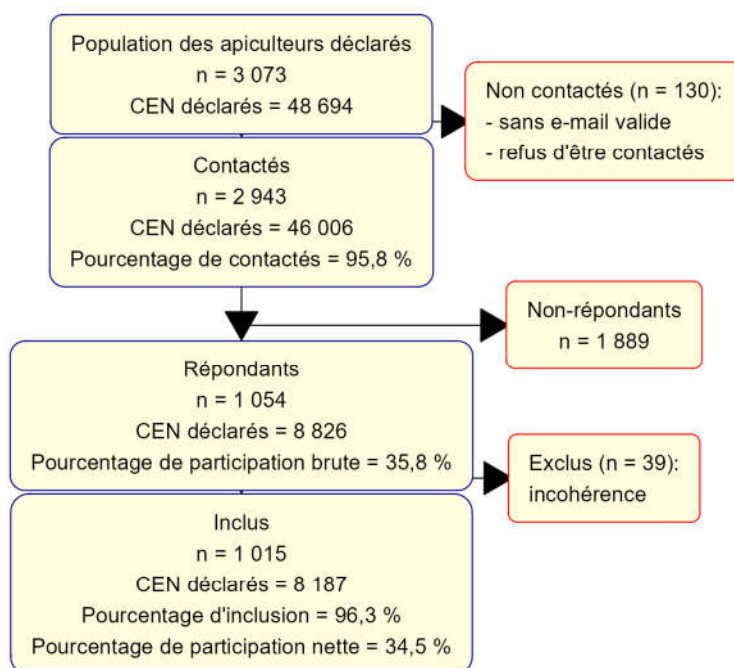 Population des apiculteurs déclarés
n = 3 073
CEN déclarés = 48 694
Non contactés (n = 130):
- sans e-mail valide
- refus d'être contactés
Contactés
n = 2 943
CEN déclarés = 46 006
Pourcentage de contactés = 95,8 %
Non-répondants
n = 1 889
Répondants
n = 1 054
CEN déclarés = 8 826
Pourcentage de participation brute = 35,8 %
Exclus (n = 39):
incohérence
Inclus
n = 1 015
CEN déclarés = 8 187
Pourcentage d'inclusion = 96,3 %
Pourcentage de participation nette = 34,5 %